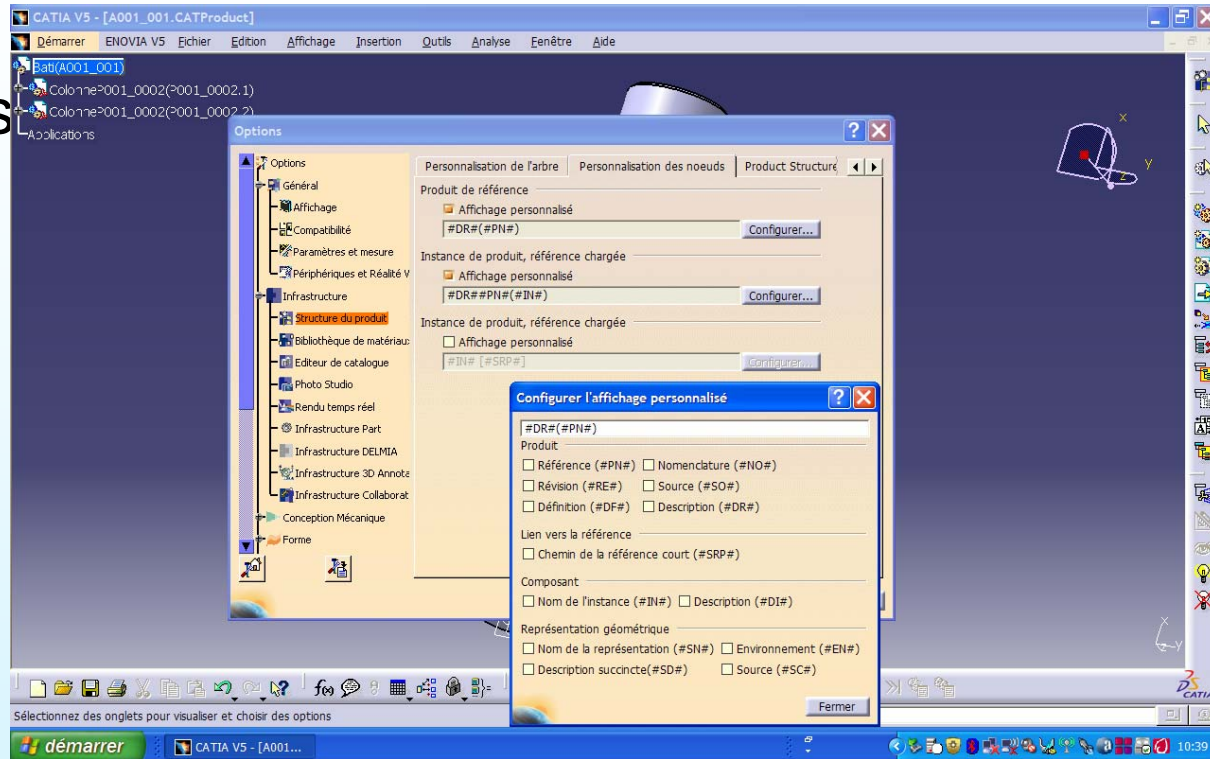 CATIA V5 - [A001_001.CATProduct]
Démarrer ENOVIA V5 Fichier Edition Affichage Insertion Outils Analyse Fenêtre Aide
Bati(A001_001)
ColonneP001_0002(P001_0002.1)
ColonneP001_0002(P001_0002.2)
Applications
s
x
y
z
Options
Options
Général
Affichage
Compatibilité
Paramètres et mesure
Périphériques et Réalité V
Infrastructure
Structure du produit
Bibliothèque de matériau
Editeur de catalogue
Photo Studio
Rendu temps réel
Infrastructure Part
Infrastructure DELMIA
Infrastructure 3D Annota
Infrastructure Collaborat
Conception Mécanique
Forme
Personnalisation de l'arbre Personnalisation des noeuds Product Structure
Produit de référence
Affichage personnalisé
#DR#(#PN#) Configurer...
Instance de produit, référence chargée
Affichage personnalisé
#DR##PN#(#IN#) Configurer...
Instance de produit, référence chargée
Affichage personnalisé
#IN# [#SRP#] Configurer...
Configurer l'affichage personnalisé
#DR#(#PN#)
Produit
Référence (#PN#) Nomenclature (#NO#)
Révision (#RE#) Source (#SO#)
Définition (#DF#) Description (#DR#)
Lien vers la référence
Chemin de la référence court (#SRP#)
Composant
Nom de l'instance (#IN#) Description (#DI#)
Représentation géométrique
Nom de la représentation (#SN#) Environnement (#EN#)
Description succincte(#SD#) Source (#SC#)
Fermer
x
z y
CATIA
Sélectionnez des onglets pour visualiser et choisir des options
démarrer CATIA V5 - [A001... 10:39